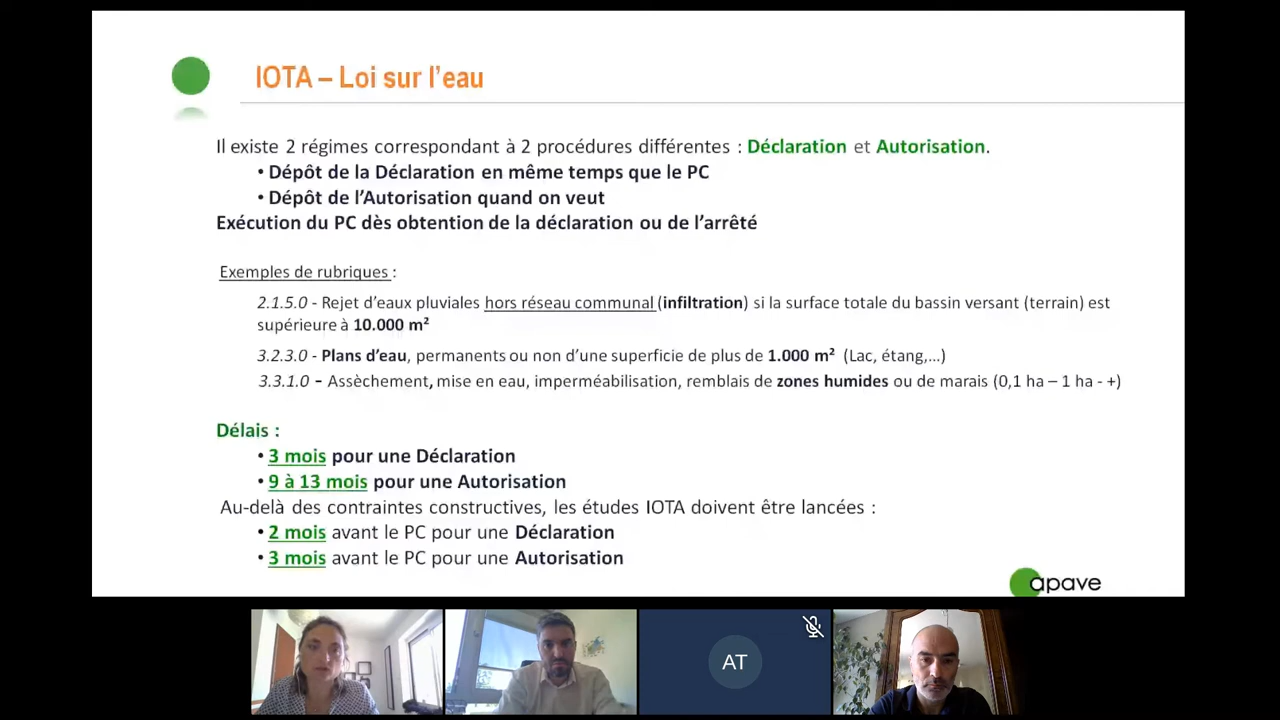 IOTA – Loi sur l'eau
Il existe 2 régimes correspondant à 2 procédures différentes : Déclaration et Autorisation.
• Dépôt de la Déclaration en même temps que le PC
• Dépôt de l'Autorisation quand on veut
Exécution du PC dès obtention de la déclaration ou de l'arrêté
Exemples de rubriques :
2.1.5.0 - Rejet d'eaux pluviales hors réseau communal (infiltration) si la surface totale du bassin versant (terrain) est
supérieure à 10.000 m²
3.2.3.0 - Plans d'eau, permanents ou non d'une superficie de plus de 1.000 m² (Lac, étang,...)
3.3.1.0 - Assèchement, mise en eau, imperméabilisation, remblais de zones humides ou de marais (0,1 ha – 1 ha - +)
Délais :
• 3 mois pour une Déclaration
• 9 à 13 mois pour une Autorisation
Au-delà des contraintes constructives, les études IOTA doivent être lancées :
• 2 mois avant le PC pour une Déclaration
• 3 mois avant le PC pour une Autorisation
apave
AT